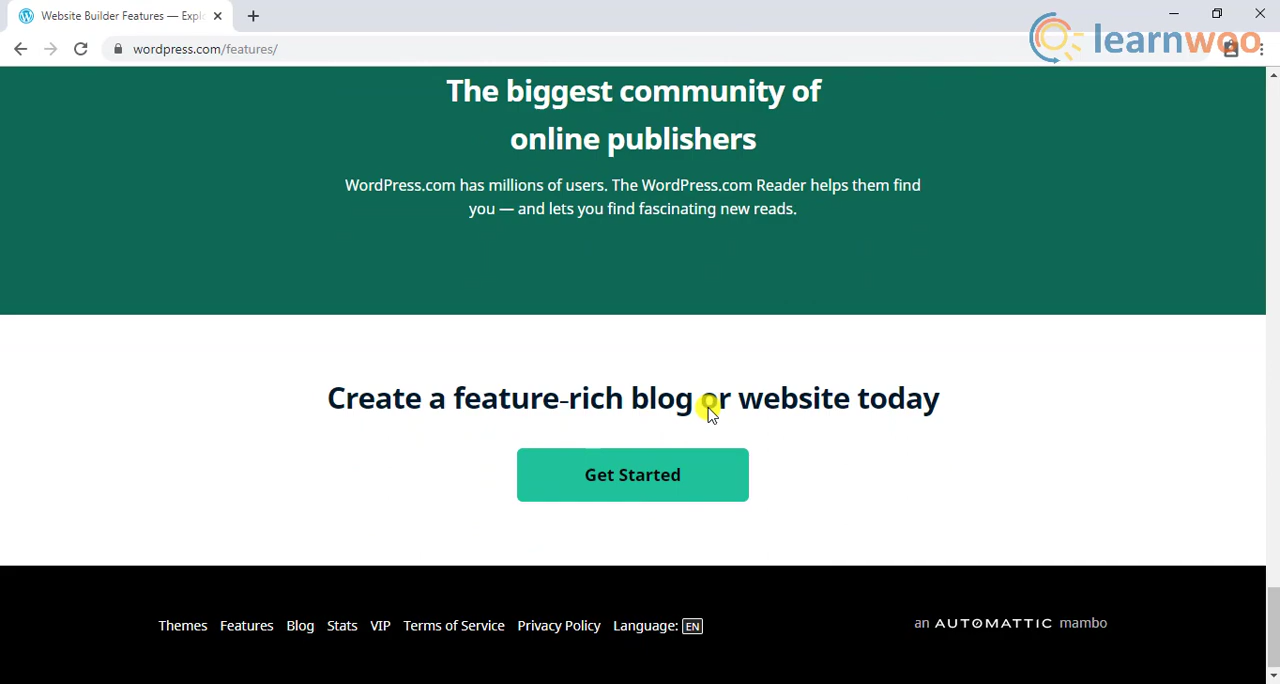 Website Builder Features — Expl
learnwoo
wordpress.com/features/
The biggest community of
online publishers
WordPress.com has millions of users. The WordPress.com Reader helps them find
you — and lets you find fascinating new reads.
Create a feature-rich blog or website today
Get Started
Themes Features Blog Stats VIP Terms of Service Privacy Policy Language: EN
an AUTOMATTIC mambo